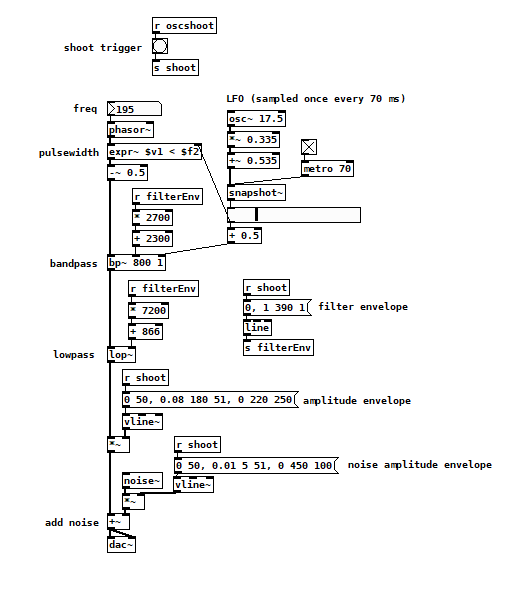 r oscshoot
shoot trigger
s shoot
LFO (sampled once every 70 ms)
freq
195
osc~ 17.5
phasor~
*~ 0.335
pulsewidth
expr~ $v1 < $f2
+~ 0.535
metro 70
-~ 0.5
r filterEnv
snapshot~
* 2700
+ 2300
+ 0.5
bandpass
bp~ 800 1
r filterEnv
r shoot
* 7200
0, 1 390 1
filter envelope
+ 866
line
lowpass
lop~
s filterEnv
r shoot
0 50, 0.08 180 51, 0 220 250
amplitude envelope
vline~
*~
r shoot
0 50, 0.01 5 51, 0 450 100
noise amplitude envelope
noise~
vline~
*~
add noise
+~
dac~